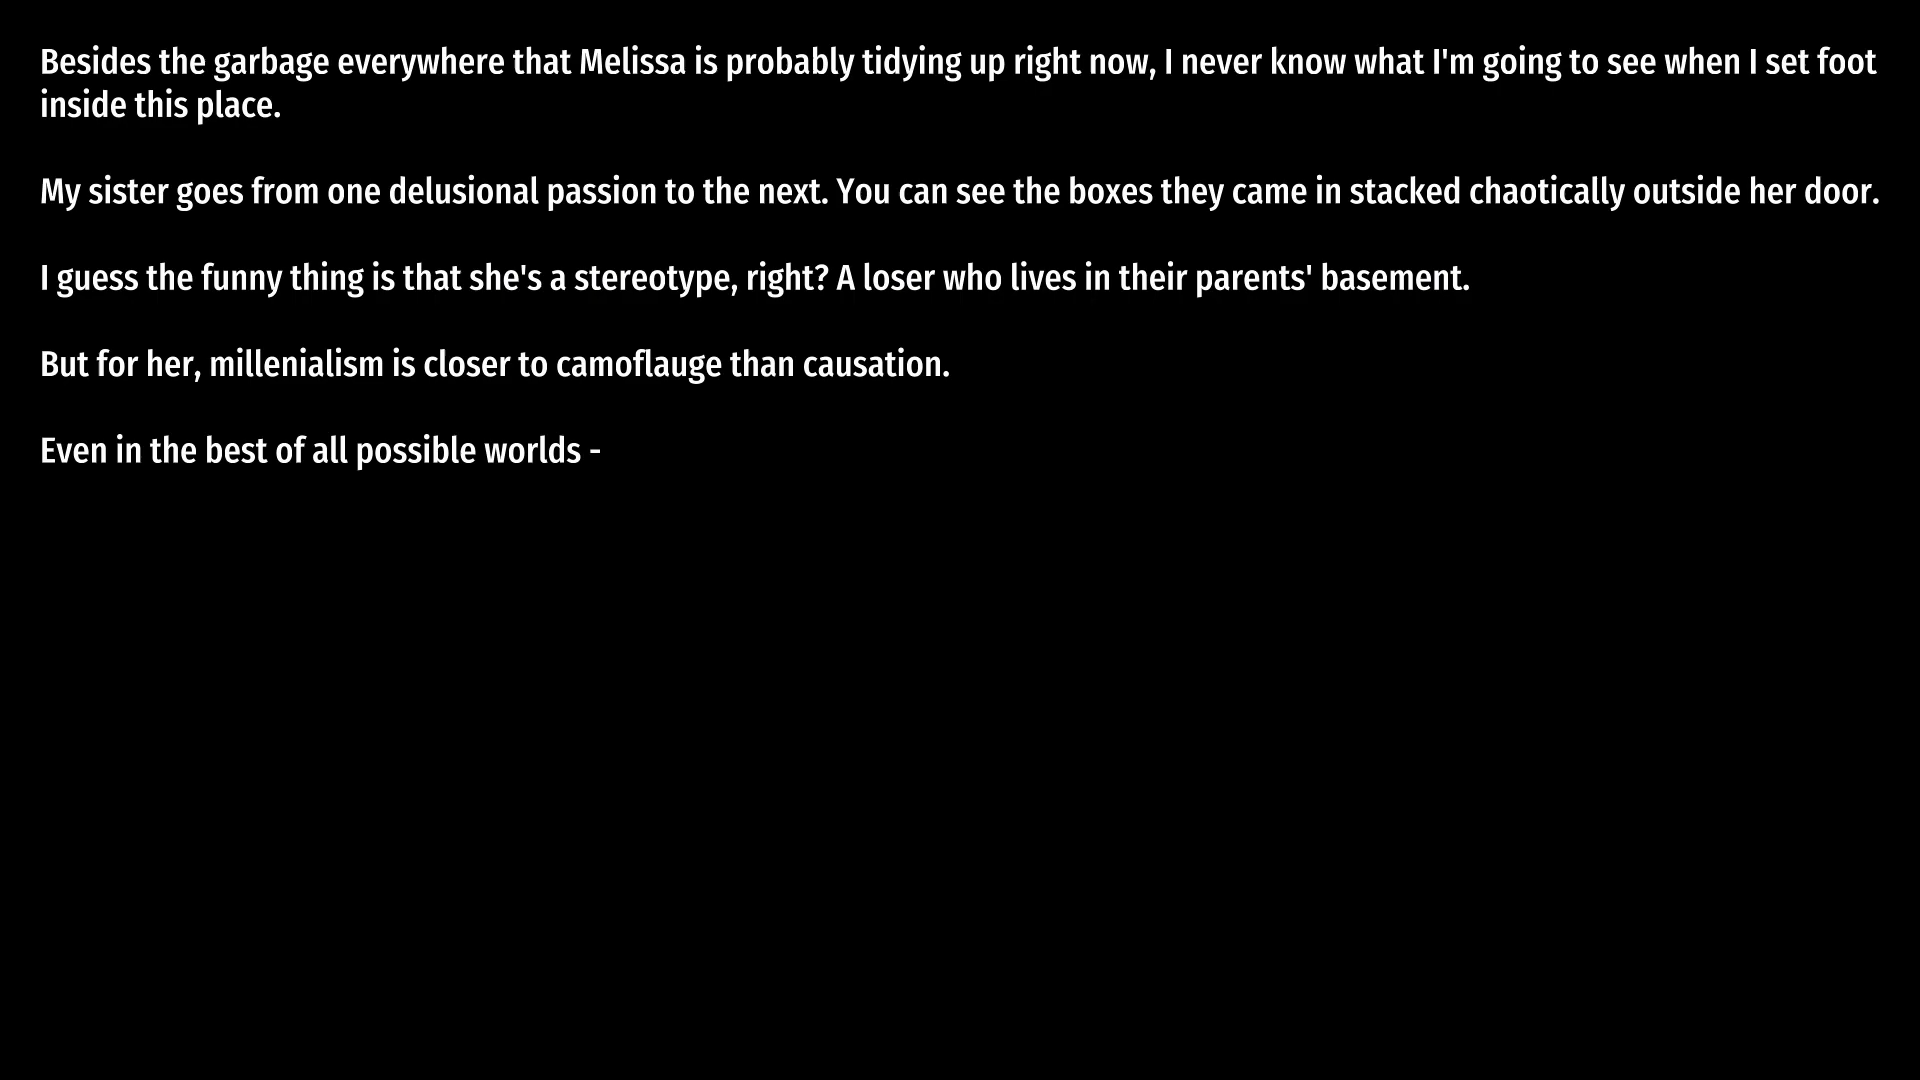 Besides the garbage everywhere that Melissa is probably tidying up right now, I never know what I'm going to see when I set foot
inside this place.
My sister goes from one delusional passion to the next. You can see the boxes they came in stacked chaotically outside her door.
I guess the funny thing is that she's a stereotype, right? A loser who lives in their parents' basement.
But for her, millenialism is closer to camoflauge than causation.
Even in the best of all possible worlds -